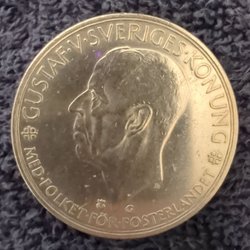 GUSTAF·V·SVERIGES·KONUNG
MED·FOLKET·FÖR·FOSTERLANDET
G